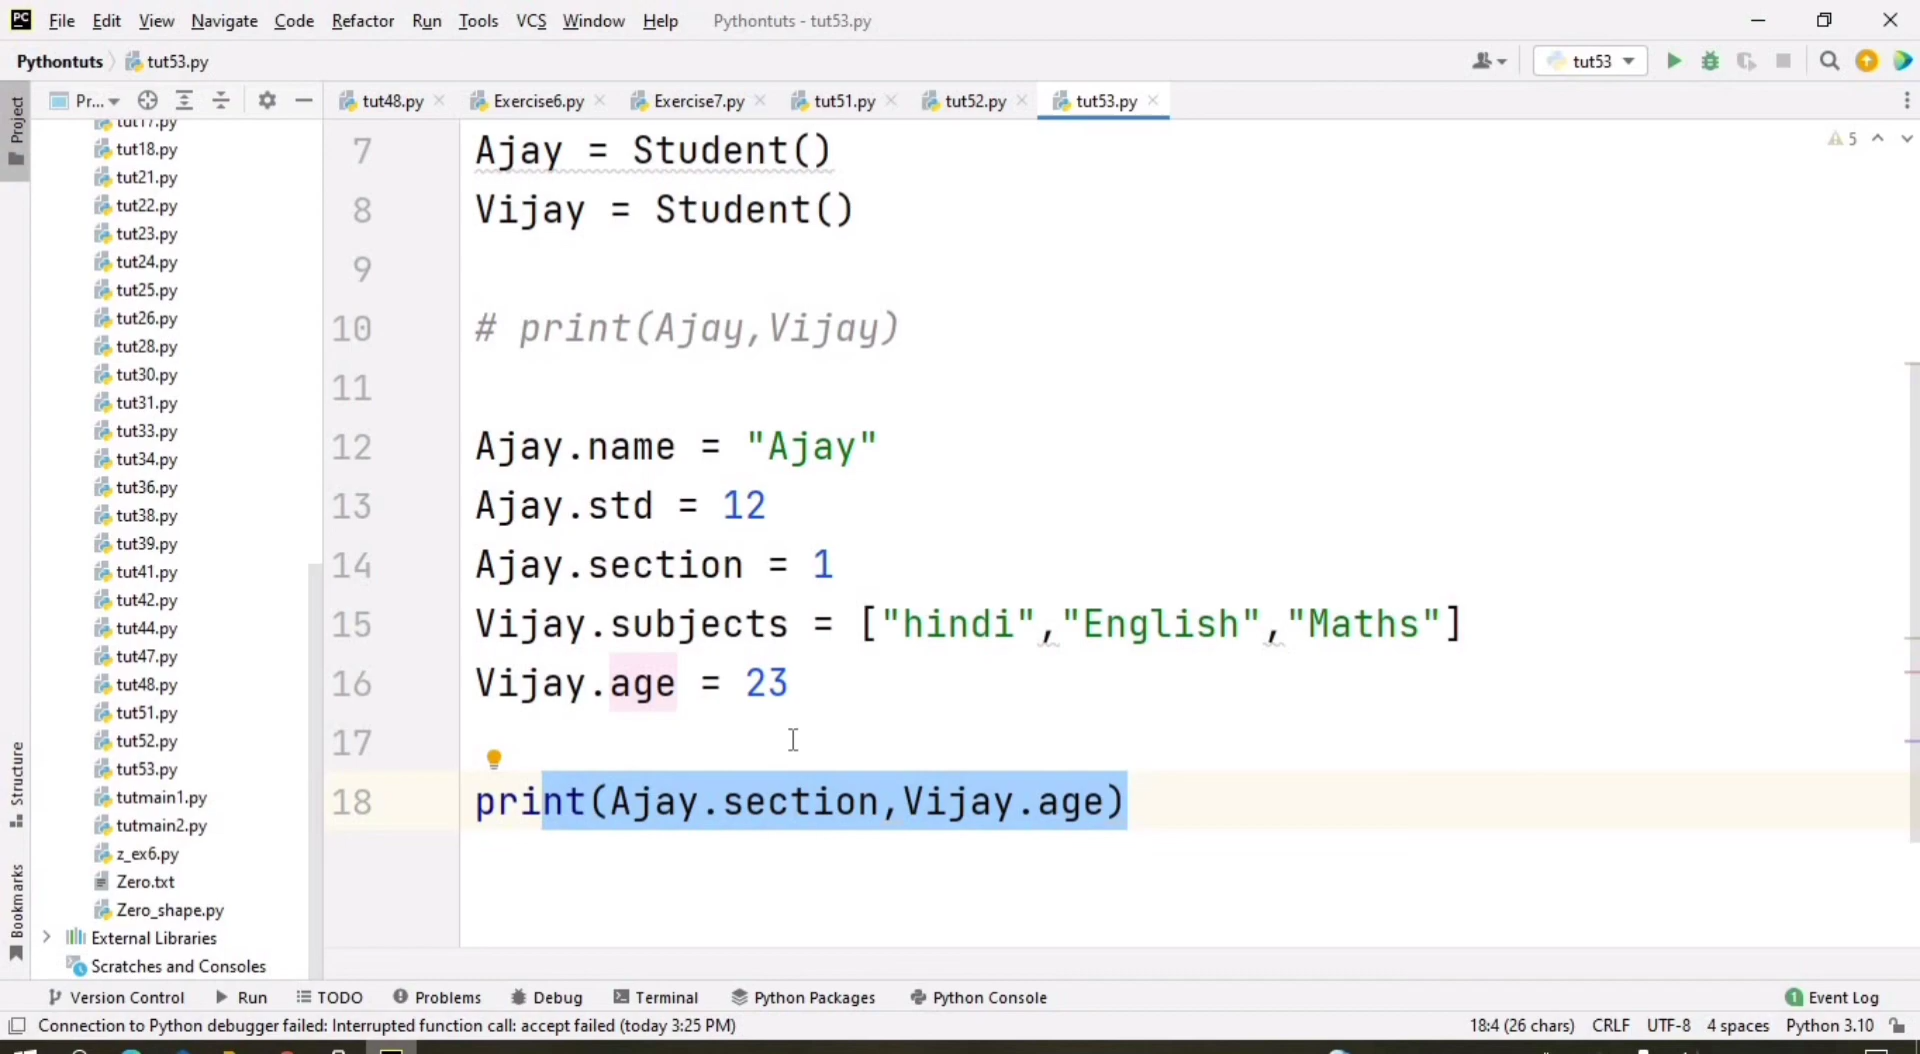 PC File Edit View Navigate Code Refactor Run Tools VCS Window Help Pythontuts - tut53.py
Pythontuts tut53.py tut53
Project Pr... tut48.py Exercise6.py Exercise7.py tut51.py tut52.py tut53.py
tut17.py
tut18.py
tut21.py
tut22.py
tut23.py
tut24.py
tut25.py
tut26.py
tut28.py
tut30.py
tut31.py
tut33.py
tut34.py
tut36.py
tut38.py
tut39.py
tut41.py
tut42.py
tut44.py
tut47.py
tut48.py
tut51.py
tut52.py
tut53.py
tutmain1.py
tutmain2.py
z_ex6.py
Zero.txt
Zero_shape.py
External Libraries
Scratches and Consoles
Structure
Bookmarks
5
7 Ajay = Student()
8 Vijay = Student()
9
10 # print(Ajay,Vijay)
11
12 Ajay.name = "Ajay"
13 Ajay.std = 12
14 Ajay.section = 1
15 Vijay.subjects = ["hindi","English","Maths"]
16 Vijay.age = 23
17
18 print(Ajay.section,Vijay.age)
Version Control Run TODO Problems Debug Terminal Python Packages Python Console 1 Event Log
Connection to Python debugger failed: Interrupted function call: accept failed (today 3:25 PM) 18:4 (26 chars) CRLF UTF-8 4 spaces Python 3.10